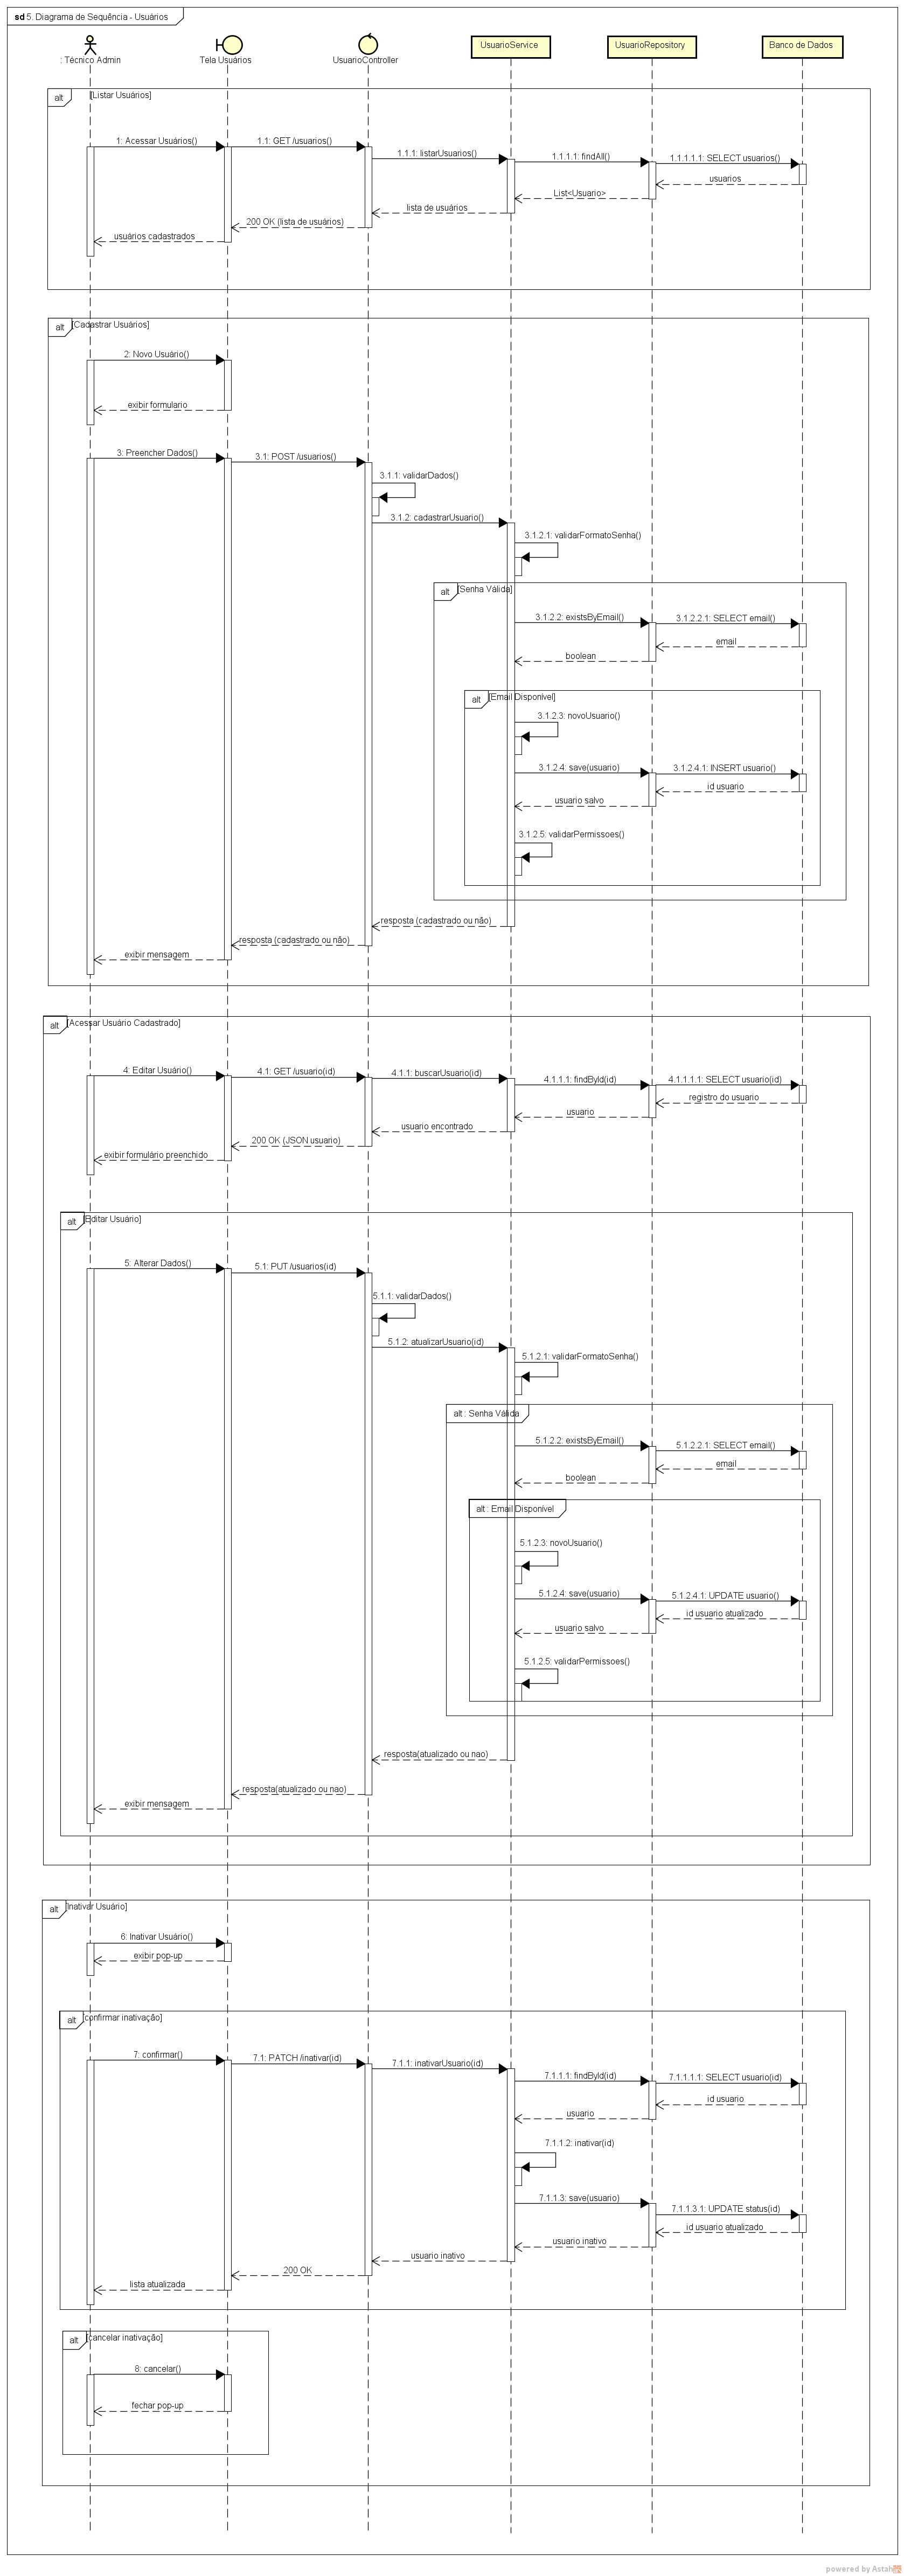 sd 5. Diagrama de Sequência - Usuários
: Técnico Admin
Tela Usuários
UsuarioController
UsuarioService
UsuarioRepository
Banco de Dados
alt
[Listar Usuários]
1: Acessar Usuários()
1.1: GET /usuarios()
1.1.1: listarUsuarios()
1.1.1.1: findAll()
1.1.1.1.1: SELECT usuarios()
usuarios
List<Usuario>
lista de usuários
200 OK (lista de usuários)
usuários cadastrados
alt
[Cadastrar Usuários]
2: Novo Usuário()
exibir formulario
3: Preencher Dados()
3.1: POST /usuarios()
3.1.1: validarDados()
3.1.2: cadastrarUsuario()
3.1.2.1: validarFormatoSenha()
alt
[Senha Válida]
3.1.2.2: existsByEmail()
3.1.2.2.1: SELECT email()
email
boolean
alt
[Email Disponível]
3.1.2.3: novoUsuario()
3.1.2.4: save(usuario)
3.1.2.4.1: INSERT usuario()
id usuario
usuario salvo
3.1.2.5: validarPermissoes()
resposta (cadastrado ou não)
resposta (cadastrado ou não)
exibir mensagem
alt
[Acessar Usuário Cadastrado]
4: Editar Usuário()
4.1: GET /usuario(id)
4.1.1: buscarUsuario(id)
4.1.1.1: findById(id)
4.1.1.1.1: SELECT usuario(id)
registro do usuario
usuario
usuario encontrado
200 OK (JSON usuario)
exibir formulário preenchido
alt
[Editar Usuário]
5: Alterar Dados()
5.1: PUT /usuarios(id)
5.1.1: validarDados()
5.1.2: atualizarUsuario(id)
5.1.2.1: validarFormatoSenha()
alt : Senha Válida
5.1.2.2: existsByEmail()
5.1.2.2.1: SELECT email()
email
boolean
alt : Email Disponível
5.1.2.3: novoUsuario()
5.1.2.4: save(usuario)
5.1.2.4.1: UPDATE usuario()
id usuario atualizado
usuario salvo
5.1.2.5: validarPermissoes()
resposta(atualizado ou nao)
resposta(atualizado ou nao)
exibir mensagem
alt
[Inativar Usuário]
6: Inativar Usuário()
exibir pop-up
alt
[confirmar inativação]
7: confirmar()
7.1: PATCH /inativar(id)
7.1.1: inativarUsuario(id)
7.1.1.1: findById(id)
7.1.1.1.1: SELECT usuario(id)
id usuario
usuario
7.1.1.2: inativar(id)
7.1.1.3: save(usuario)
7.1.1.3.1: UPDATE status(id)
id usuario atualizado
usuario inativo
usuario inativo
200 OK
lista atualizada
alt
[cancelar inativação]
8: cancelar()
fechar pop-up
powered by Astah